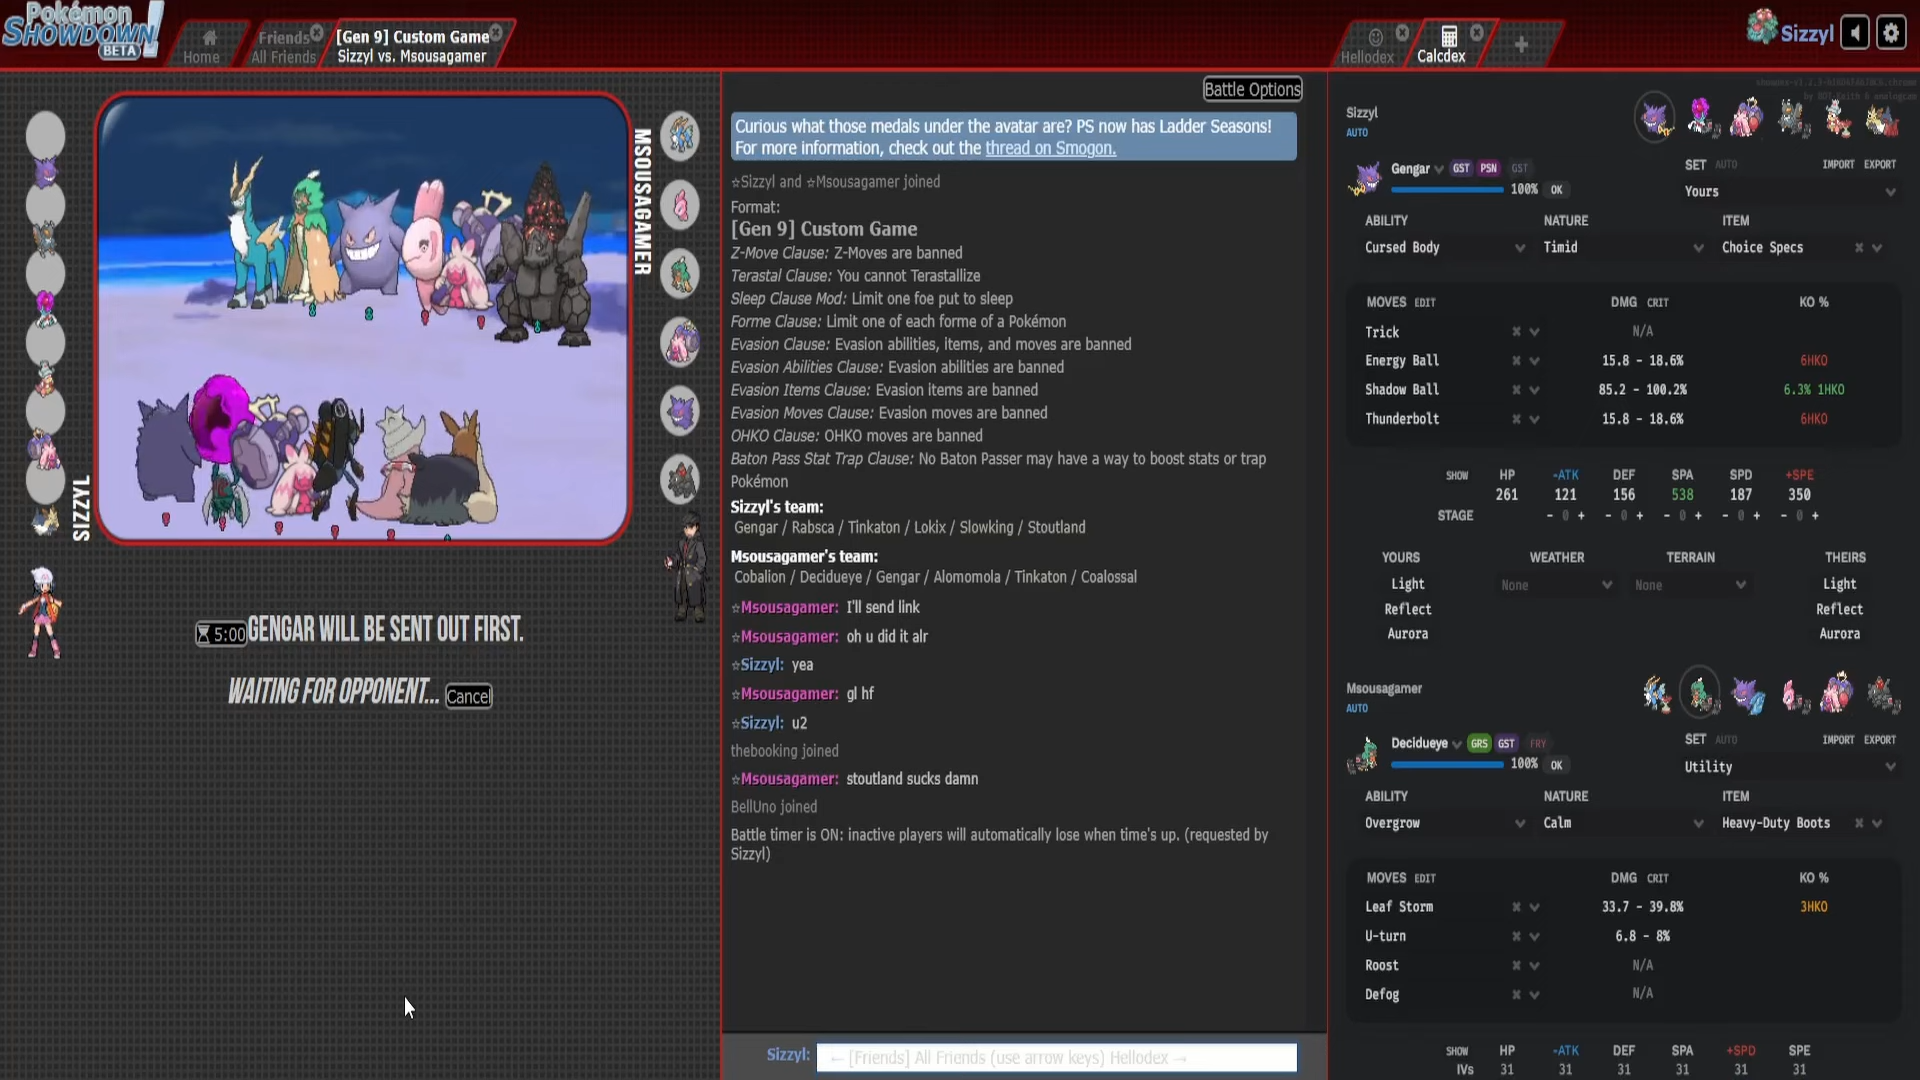 Pokémon
SHOWDOWN!
BETA
Home
Friends
All Friends
[Gen 9] Custom Game
Sizzyl vs. Msousagamer
Hellodex
Calcdex
Sizzyl
MSOUSAGAMER
SIZZYL
5:00 GENGAR WILL BE SENT OUT FIRST.
WAITING FOR OPPONENT... Cancel
Battle Options
Curious what those medals under the avatar are? PS now has Ladder Seasons!
For more information, check out the thread on Smogon.
☆Sizzyl and ☆Msousagamer joined
Format:
[Gen 9] Custom Game
Z-Move Clause: Z-Moves are banned
Terastal Clause: You cannot Terastallize
Sleep Clause Mod: Limit one foe put to sleep
Forme Clause: Limit one of each forme of a Pokémon
Evasion Clause: Evasion abilities, items, and moves are banned
Evasion Abilities Clause: Evasion abilities are banned
Evasion Items Clause: Evasion items are banned
Evasion Moves Clause: Evasion moves are banned
OHKO Clause: OHKO moves are banned
Baton Pass Stat Trap Clause: No Baton Passer may have a way to boost stats or trap
Pokémon
Sizzyl's team:
Gengar / Rabsca / Tinkaton / Lokix / Slowking / Stoutland
Msousagamer's team:
Cobalion / Decidueye / Gengar / Alomomola / Tinkaton / Coalossal
☆Msousagamer: I'll send link
☆Msousagamer: oh u did it alr
☆Sizzyl: yea
☆Msousagamer: gl hf
☆Sizzyl: u2
thebooking joined
☆Msousagamer: stoutland sucks damn
BellUno joined
Battle timer is ON: inactive players will automatically lose when time's up. (requested by
Sizzyl)
Sizzyl: ← [Friends] All Friends (use arrow keys) Hellodex →
Sizzyl
AUTO
Gengar GST PSN GST
100% OK
SET AUTO IMPORT EXPORT
Yours
ABILITY NATURE ITEM
Cursed Body Timid Choice Specs
MOVES EDIT DMG CRIT KO %
Trick N/A
Energy Ball 15.8 - 18.6% 6HKO
Shadow Ball 85.2 - 100.2% 6.3% 1HKO
Thunderbolt 15.8 - 18.6% 6HKO
SHOW HP -ATK DEF SPA SPD +SPE
261 121 156 538 187 350
STAGE - 0 + - 0 + - 0 + - 0 + - 0 +
YOURS WEATHER TERRAIN THEIRS
Light None None Light
Reflect Reflect
Aurora Aurora
Msousagamer
AUTO
Decidueye GRS GST FRY
100% OK
SET AUTO IMPORT EXPORT
Utility
ABILITY NATURE ITEM
Overgrow Calm Heavy-Duty Boots
MOVES EDIT DMG CRIT KO %
Leaf Storm 33.7 - 39.8% 3HKO
U-turn 6.8 - 8%
Roost N/A
Defog N/A
SHOW HP -ATK DEF SPA +SPD SPE
IVs 31 31 31 31 31 31